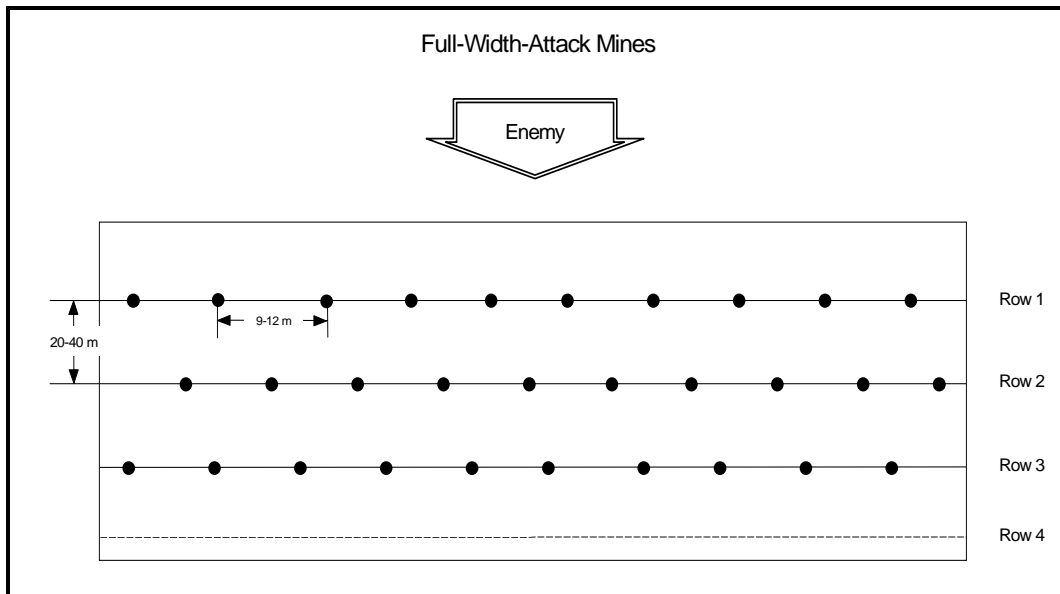 Full-Width-Attack Mines
Enemy
Row 1
9-12 m
20-40 m
Row 2
Row 3
Row 4